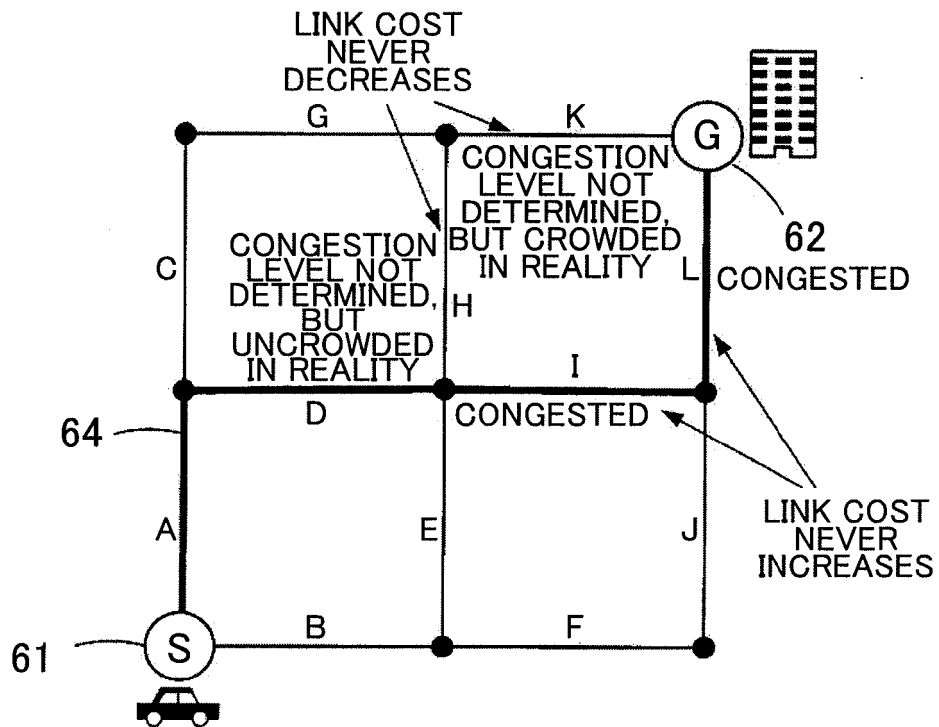 LINK COST
NEVER
DECREASES
G
K
G
CONGESTION
LEVEL NOT
DETERMINED,
BUT CROWDED
IN REALITY
62
C
CONGESTION
LEVEL NOT
DETERMINED,
BUT
UNCROWDED
IN REALITY
H
L
CONGESTED
I
D
CONGESTED
64
A
E
J
LINK COST
NEVER
INCREASES
61
S
B
F